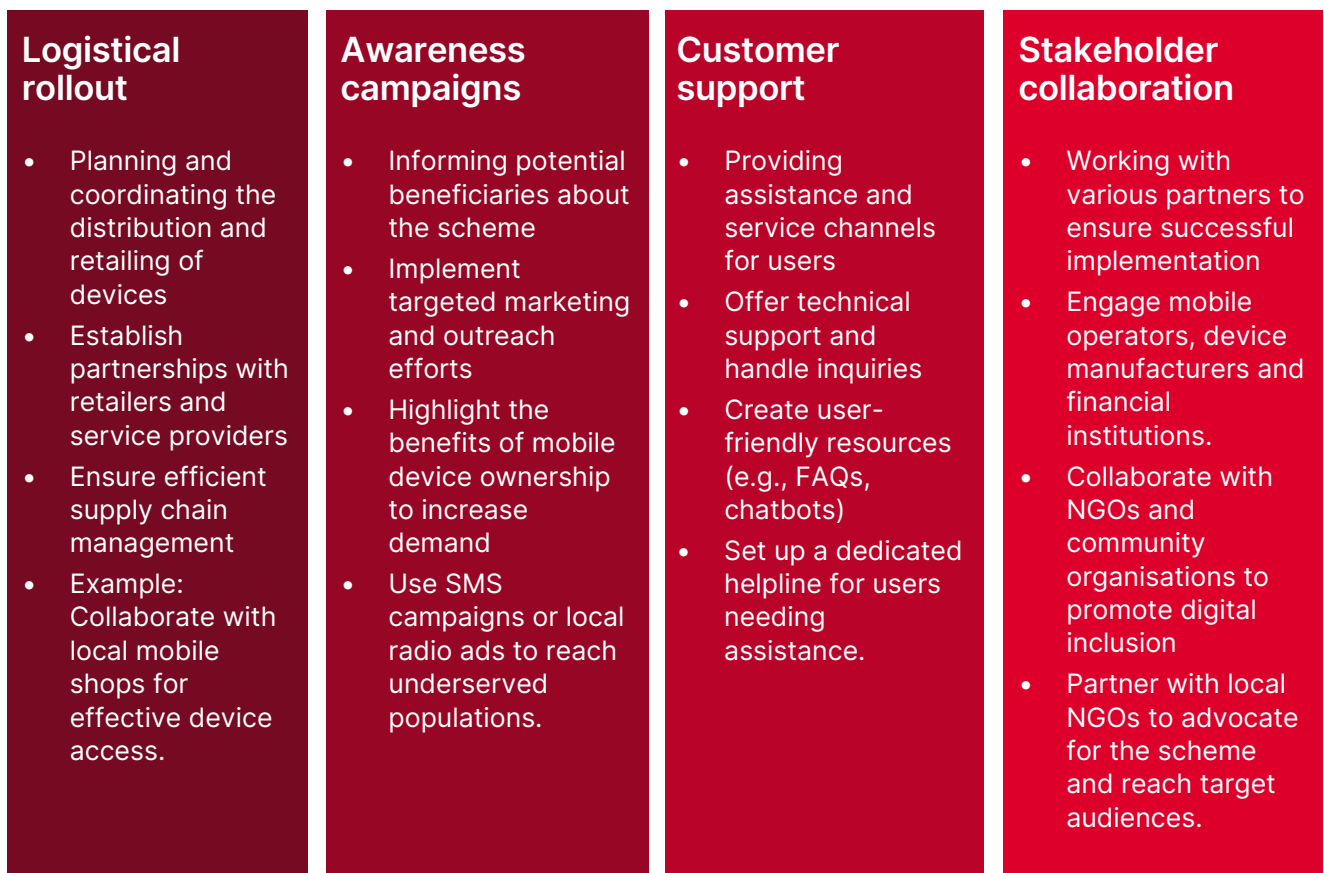 Logistical
rollout
• Planning and
coordinating the
distribution and
retailing of
devices
• Establish
partnerships with
retailers and
service providers
• Ensure efficient
supply chain
management
• Example:
Collaborate with
local mobile
shops for
effective device
access.
Awareness
campaigns
• Informing potential
beneficiaries about
the scheme
• Implement
targeted marketing
and outreach
efforts
• Highlight the
benefits of mobile
device ownership
to increase
demand
• Use SMS
campaigns or local
radio ads to reach
underserved
populations.
Customer
support
• Providing
assistance and
service channels
for users
• Offer technical
support and
handle inquiries
• Create user-
friendly resources
(e.g., FAQs,
chatbots)
• Set up a dedicated
helpline for users
needing
assistance.
Stakeholder
collaboration
• Working with
various partners to
ensure successful
implementation
• Engage mobile
operators, device
manufacturers and
financial
institutions.
• Collaborate with
NGOs and
community
organisations to
promote digital
inclusion
• Partner with local
NGOs to advocate
for the scheme
and reach target
audiences.